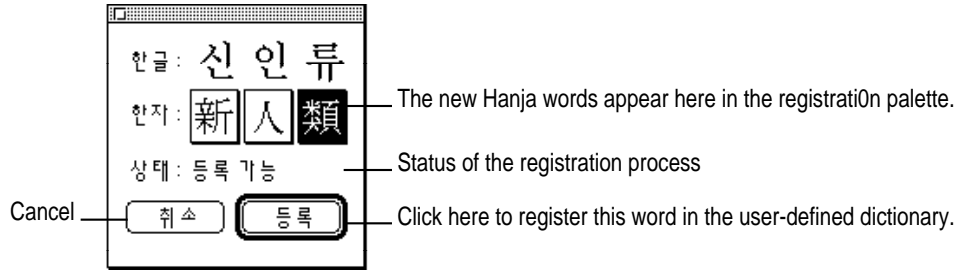 한글 : 신 인 류
한자 : 新 人 類
The new Hanja words appear here in the registrati0n palette.
상태 : 등록 가능
Status of the registration process
Cancel
취소
등록
Click here to register this word in the user-defined dictionary.